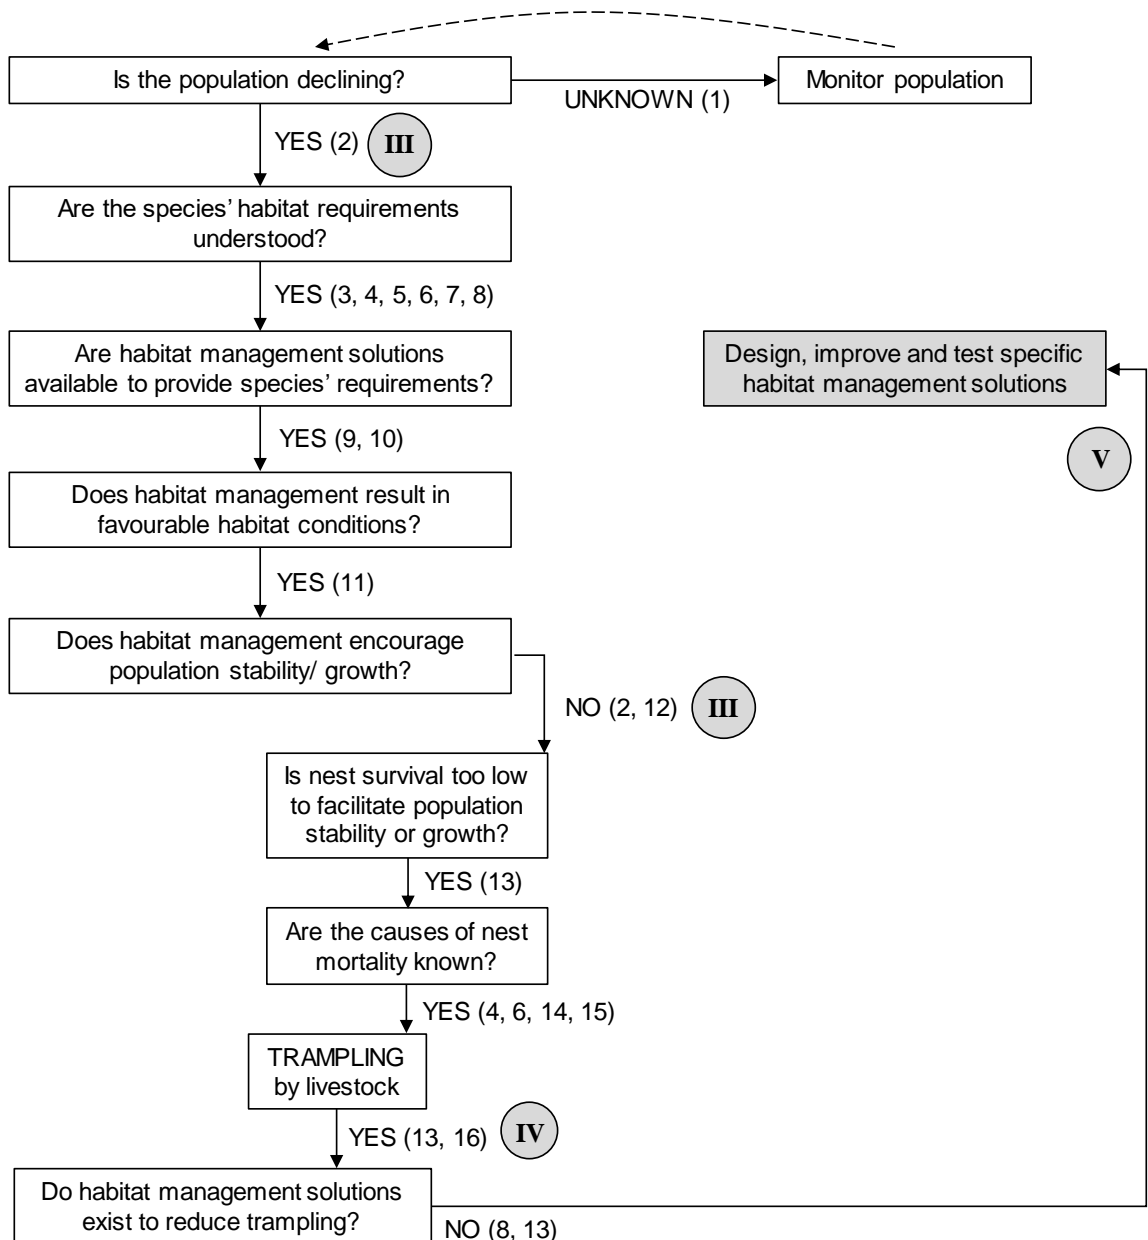 Is the population declining?
Monitor population
UNKNOWN (1)
YES (2)
III
Are the species’ habitat requirements
understood?
YES (3, 4, 5, 6, 7, 8)
Are habitat management solutions
available to provide species’ requirements?
Design, improve and test specific
habitat management solutions
YES (9, 10)
V
Does habitat management result in
favourable habitat conditions?
YES (11)
Does habitat management encourage
population stability/ growth?
NO (2, 12)
III
Is nest survival too low
to facilitate population
stability or growth?
YES (13)
Are the causes of nest
mortality known?
YES (4, 6, 14, 15)
TRAMPLING
by livestock
YES (13, 16)
IV
Do habitat management solutions
exist to reduce trampling?
NO (8, 13)